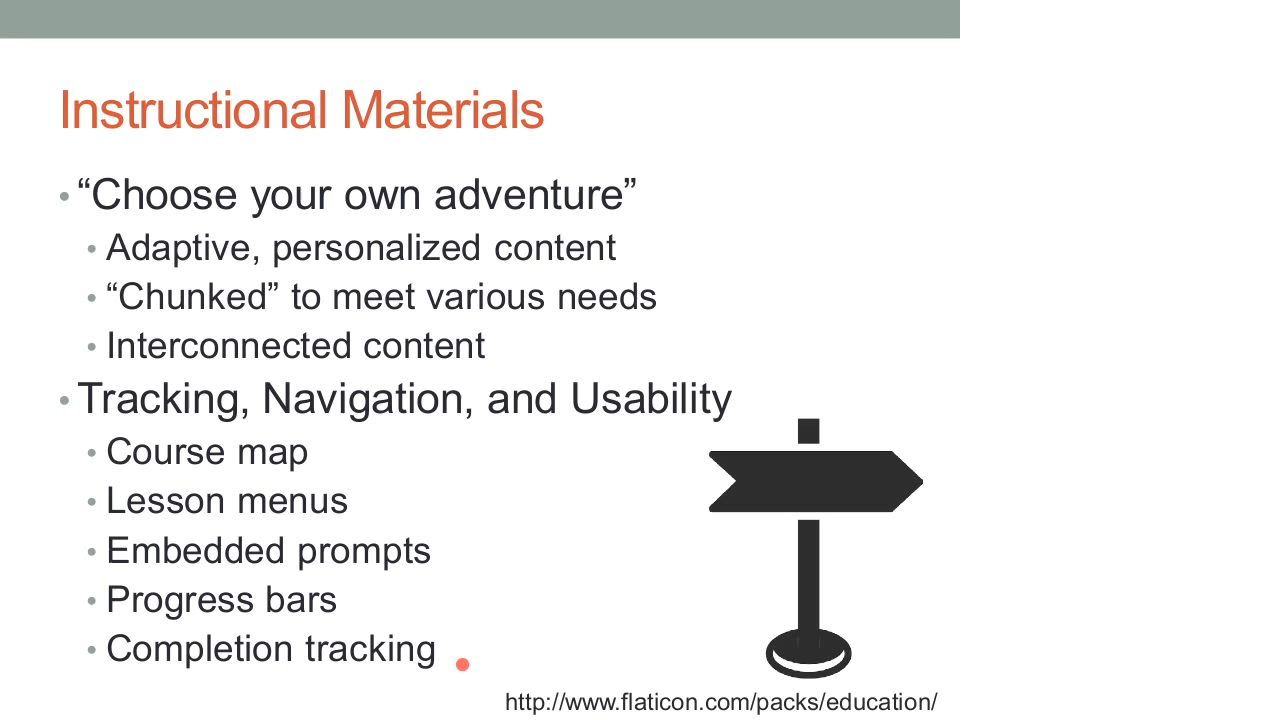 Instructional Materials
• “Choose your own adventure”
• Adaptive, personalized content
• “Chunked” to meet various needs
• Interconnected content
• Tracking, Navigation, and Usability
• Course map
• Lesson menus
• Embedded prompts
• Progress bars
• Completion tracking
http://www.flaticon.com/packs/education/